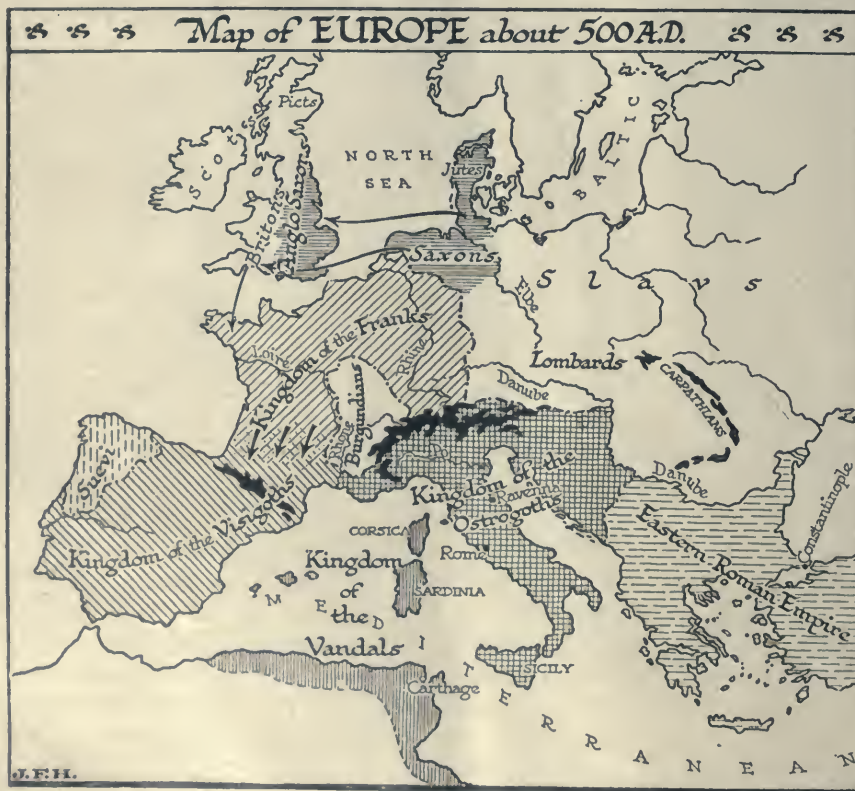 Map of EUROPE about 500 A.D.
Picts
Scots
NORTH
SEA
Jutes
BALTIC
Britons
Anglo Saxons
Saxons
Slavs
Elbe
Kingdom of the Franks
Loire
Rhine
Lombards
CARPATHIANS
Danube
Burgundians
Rhone
Po
Suevi
Kingdom of the
Ravenna
Ostrogoths
Danube
Constantinople
Kingdom of the Visigoths
CORSICA
Rome
Eastern Roman Empire
Kingdom
of
the
Vandals
SARDINIA
MEDITERRANEAN
SICILY
Carthage
J.F.H.